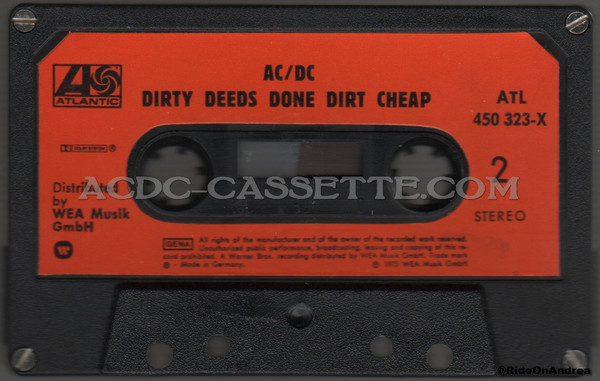 AC/DC
DIRTY DEEDS DONE DIRT CHEAP
ATLANTIC
ATL
450 323-X
DOLBY SYSTEM ®
2
STEREO
Distributed
by
WEA Musik
GmbH
ACDC-CASSETTE.COM
GEMA
All rights of the manufacturer and of the owner of the recorded work reserved.
Unauthorized public performance, broadcasting, leasing and copying of this re-
cord prohibited. A Warner Bros. recording distributed by WEA Musik GmbH. Trade mark
® - Made in Germany.
℗ 1975 WEA Musik GmbH
©RideOnAndrea